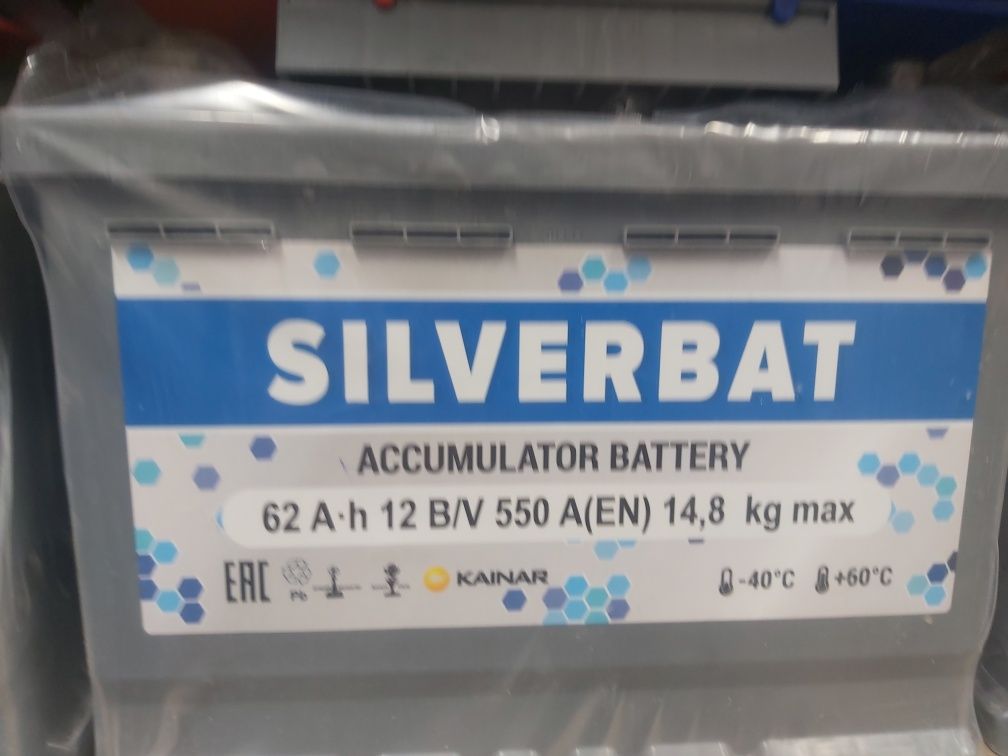 SILVERBAT
ACCUMULATOR BATTERY
62 A·h 12 B/V 550 A(EN) 14,8 kg max
EAC Pb KAINAR -40°C +60°C